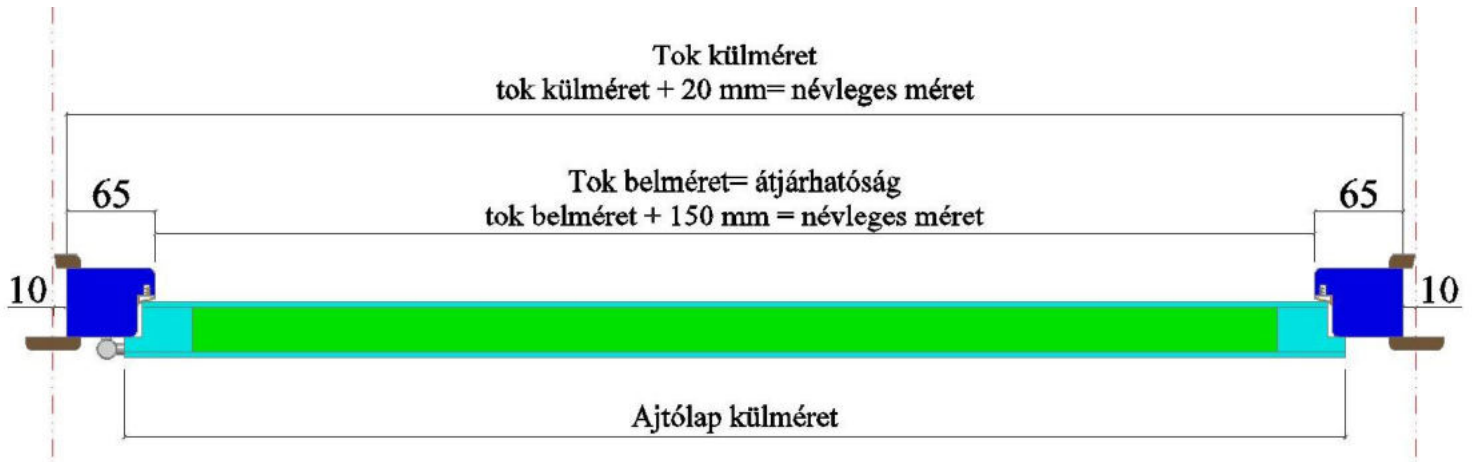 Tok külméret
tok külméret + 20 mm= névleges méret
Tok belméret= átjárhatóság
tok belméret + 150 mm = névleges méret
65
65
10
10
Ajtólap külméret